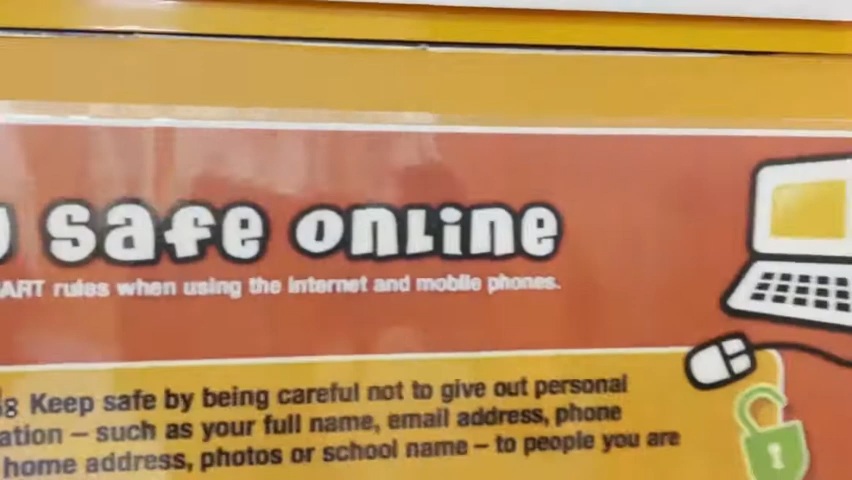 safe online
ART rules when using the internet and mobile phones.
Keep safe by being careful not to give out personal
ation – such as your full name, email address, phone
home address, photos or school name – to people you are